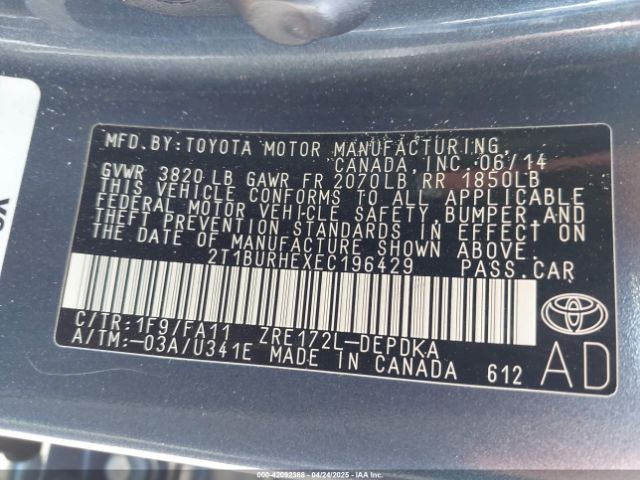 MFD.BY:TOYOTA MOTOR MANUFACTURING,
CANADA, INC. 06/14
GVWR 3820 LB GAWR FR 2070LB RR 1850LB
THIS VEHICLE CONFORMS TO ALL APPLICABLE
FEDERAL MOTOR VEHICLE SAFETY, BUMPER, AND
THEFT PREVENTION STANDARDS IN EFFECT ON
THE DATE OF MANUFACTURE SHOWN ABOVE.
2T1BURHEXEC196429 PASS.CAR
C/TR:1F9/FA11 ZRE172L-DEPDKA
A/TM:-03A/U341E MADE IN CANADA 612
AD
000-42092388 - 04/24/2025 - IAAI